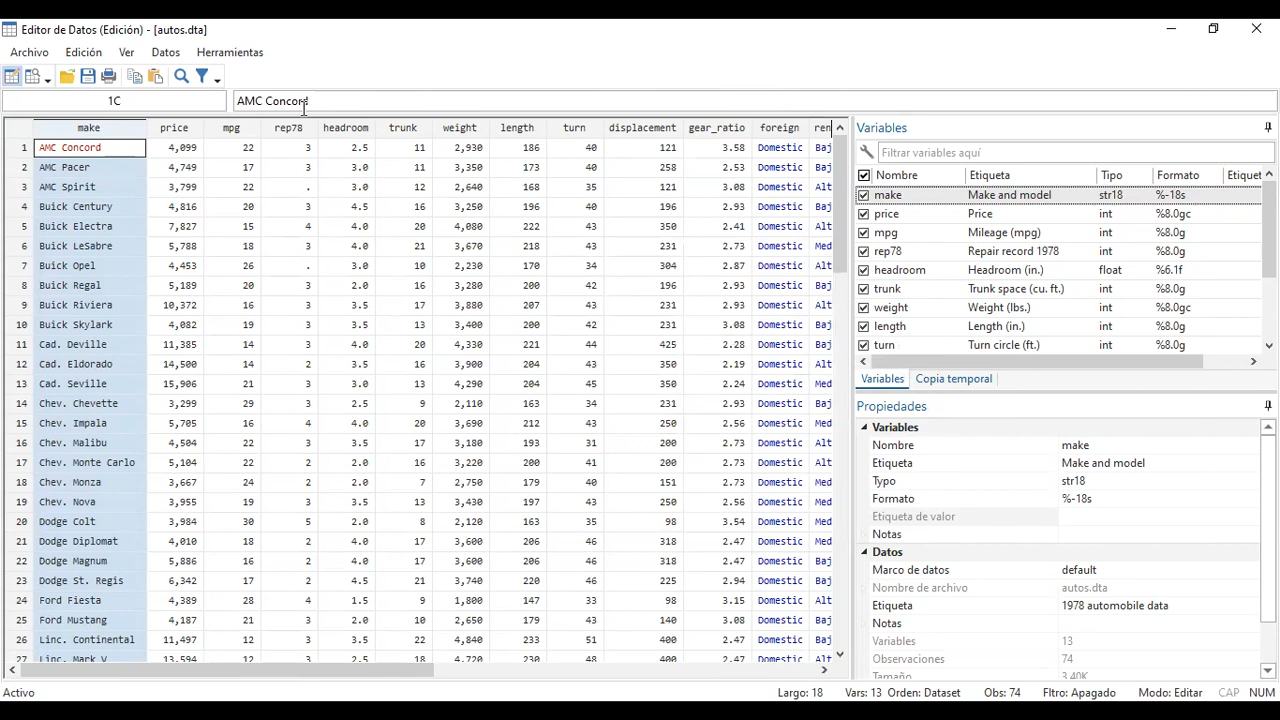 Editor de Datos (Edición) - [autos.dta]
Archivo Edición Ver Datos Herramientas
1C AMC Concord
make price mpg rep78 headroom trunk weight length turn displacement gear_ratio foreign ren
1 AMC Concord 4,099 22 3 2.5 11 2,930 186 40 121 3.58 Domestic Baj
2 AMC Pacer 4,749 17 3 3.0 11 3,350 173 40 258 2.53 Domestic Baj
3 AMC Spirit 3,799 22 . 3.0 12 2,640 168 35 121 3.08 Domestic Alt
4 Buick Century 4,816 20 3 4.5 16 3,250 196 40 196 2.93 Domestic Baj
5 Buick Electra 7,827 15 4 4.0 20 4,080 222 43 350 2.41 Domestic Alt
6 Buick LeSabre 5,788 18 3 4.0 21 3,670 218 43 231 2.73 Domestic Med
7 Buick Opel 4,453 26 . 3.0 10 2,230 170 34 304 2.87 Domestic Alt
8 Buick Regal 5,189 20 3 2.0 16 3,280 200 42 196 2.93 Domestic Baj
9 Buick Riviera 10,372 16 3 3.5 17 3,880 207 43 231 2.93 Domestic Baj
10 Buick Skylark 4,082 19 3 3.5 13 3,400 200 42 231 3.08 Domestic Baj
11 Cad. Deville 11,385 14 3 4.0 20 4,330 221 44 425 2.28 Domestic Baj
12 Cad. Eldorado 14,500 14 2 3.5 16 3,900 204 43 350 2.19 Domestic Baj
13 Cad. Seville 15,906 21 3 3.0 13 4,290 204 45 350 2.24 Domestic Med
14 Chev. Chevette 3,299 29 3 2.5 9 2,110 163 34 231 2.93 Domestic Baj
15 Chev. Impala 5,705 16 4 4.0 20 3,690 212 43 250 2.56 Domestic Med
16 Chev. Malibu 4,504 22 3 3.5 17 3,180 193 31 200 2.73 Domestic Alt
17 Chev. Monte Carlo 5,104 22 2 2.0 16 3,220 200 41 200 2.73 Domestic Alt
18 Chev. Monza 3,667 24 2 2.0 7 2,750 179 40 151 2.73 Domestic Med
19 Chev. Nova 3,955 19 3 3.5 13 3,430 197 43 250 2.56 Domestic Med
20 Dodge Colt 3,984 30 5 2.0 8 2,120 163 35 98 3.54 Domestic Med
21 Dodge Diplomat 4,010 18 2 4.0 17 3,600 206 46 318 2.47 Domestic Med
22 Dodge Magnum 5,886 16 2 4.0 17 3,600 206 46 318 2.47 Domestic Baj
23 Dodge St. Regis 6,342 17 2 4.5 21 3,740 220 46 225 2.94 Domestic Baj
24 Ford Fiesta 4,389 28 4 1.5 9 1,800 147 33 98 3.15 Domestic Alt
25 Ford Mustang 4,187 21 3 2.0 10 2,650 179 43 140 3.08 Domestic Baj
26 Linc. Continental 11,497 12 3 3.5 22 4,840 233 51 400 2.47 Domestic Alt
27 Linc. Mark V 13,594 12 3 2.5 18 4,720 230 48 400 2.47 Domestic Baj
Variables
Filtrar variables aquí
Nombre Etiqueta Tipo Formato Etiquet
make Make and model str18 %-18s
price Price int %8.0gc
mpg Mileage (mpg) int %8.0g
rep78 Repair record 1978 int %8.0g
headroom Headroom (in.) float %6.1f
trunk Trunk space (cu. ft.) int %8.0g
weight Weight (lbs.) int %8.0gc
length Length (in.) int %8.0g
turn Turn circle (ft.) int %8.0g
Variables Copia temporal
Propiedades
Variables
Nombre make
Etiqueta Make and model
Typo str18
Formato %-18s
Etiqueta de valor
Notas
Datos
Marco de datos default
Nombre de archivo autos.dta
Etiqueta 1978 automobile data
Notas
Variables 13
Observaciones 74
Tamaño 3.40K
Activo Largo: 18 Vars: 13 Orden: Dataset Obs: 74 Fltro: Apagado Modo: Editar CAP NUM